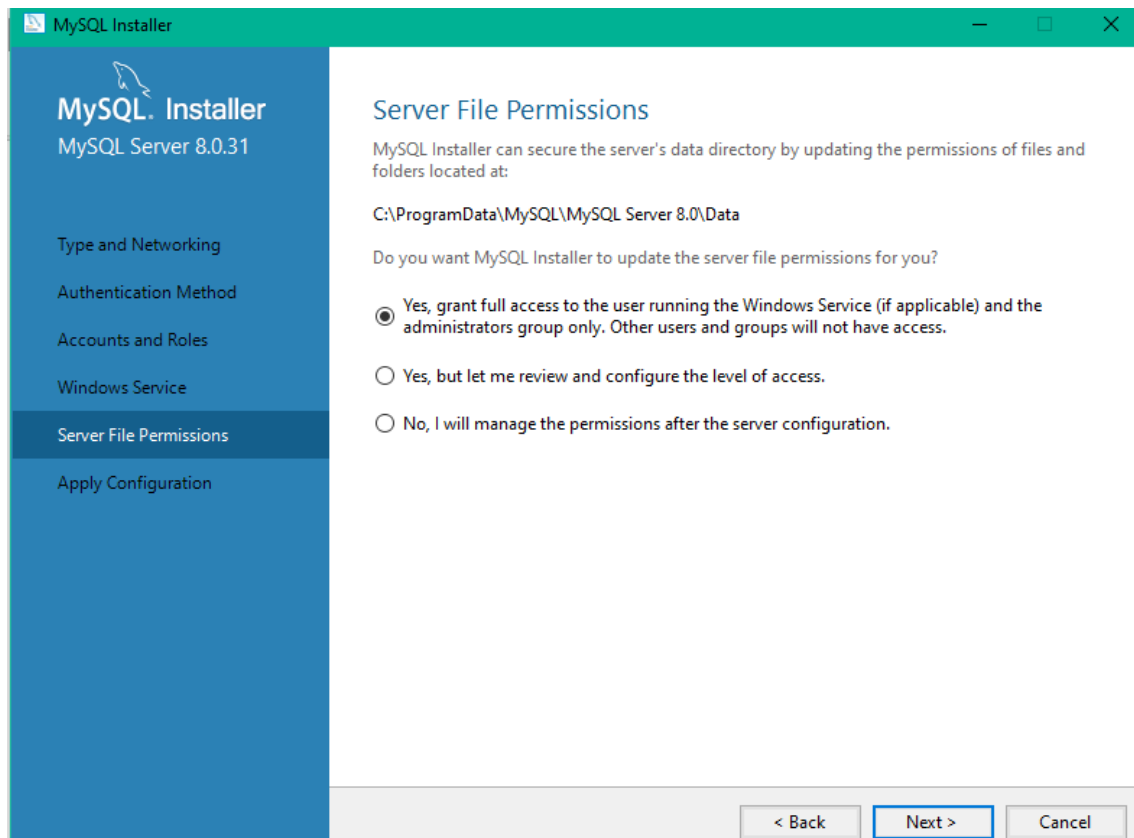 MySQL Installer
MySQL. Installer
MySQL Server 8.0.31
Type and Networking
Authentication Method
Accounts and Roles
Windows Service
Server File Permissions
Apply Configuration
Server File Permissions
MySQL Installer can secure the server's data directory by updating the permissions of files and
folders located at:
C:\ProgramData\MySQL\MySQL Server 8.0\Data
Do you want MySQL Installer to update the server file permissions for you?
Yes, grant full access to the user running the Windows Service (if applicable) and the
administrators group only. Other users and groups will not have access.
Yes, but let me review and configure the level of access.
No, I will manage the permissions after the server configuration.
< Back
Next >
Cancel